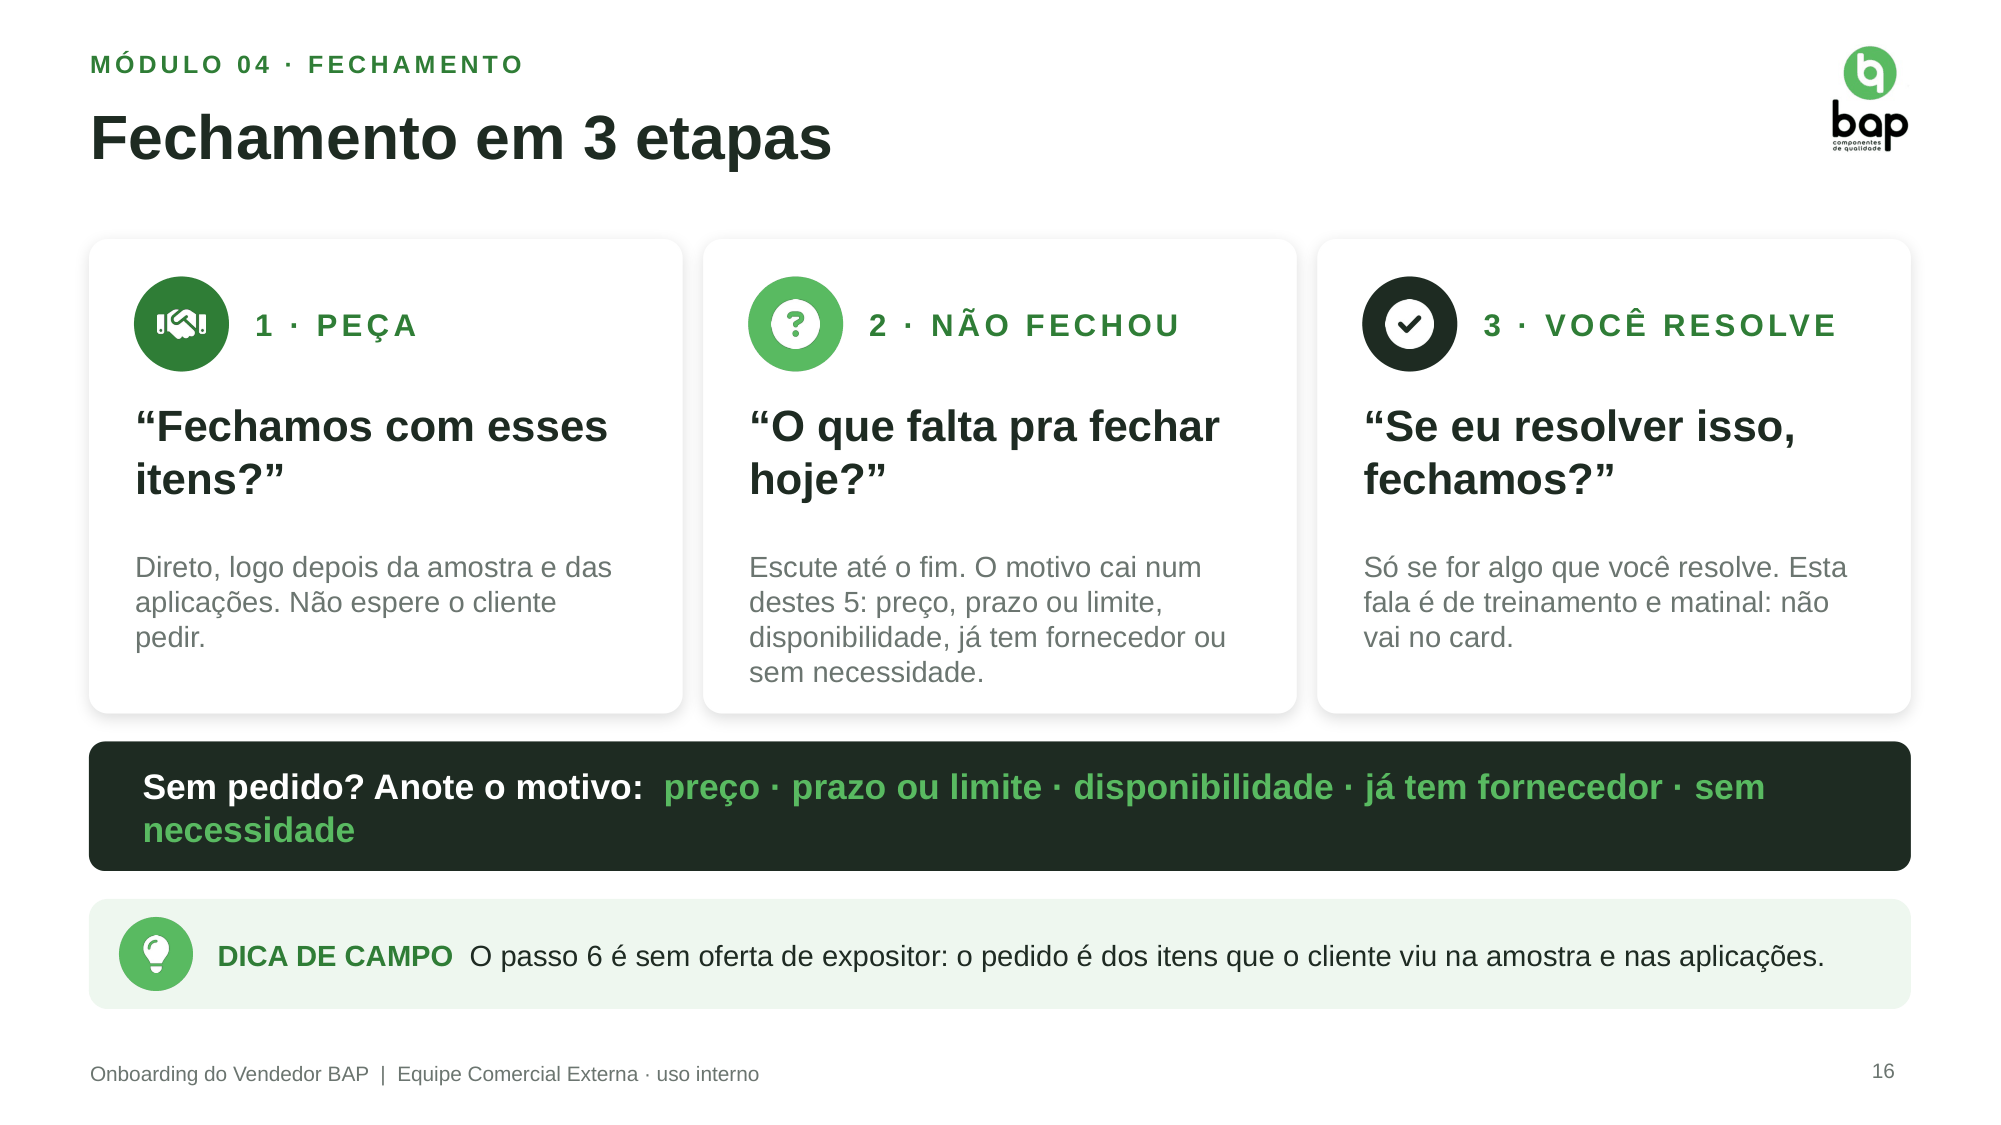 MÓDULO 04 · FECHAMENTO
Fechamento em 3 etapas
bap
componentes
de qualidade
1 · PEÇA
“Fechamos com esses
itens?”
Direto, logo depois da amostra e das
aplicações. Não espere o cliente
pedir.
2 · NÃO FECHOU
“O que falta pra fechar
hoje?”
Escute até o fim. O motivo cai num
destes 5: preço, prazo ou limite,
disponibilidade, já tem fornecedor ou
sem necessidade.
3 · VOCÊ RESOLVE
“Se eu resolver isso,
fechamos?”
Só se for algo que você resolve. Esta
fala é de treinamento e matinal: não
vai no card.
Sem pedido? Anote o motivo: preço · prazo ou limite · disponibilidade · já tem fornecedor · sem
necessidade
DICA DE CAMPO O passo 6 é sem oferta de expositor: o pedido é dos itens que o cliente viu na amostra e nas aplicações.
Onboarding do Vendedor BAP | Equipe Comercial Externa · uso interno
16